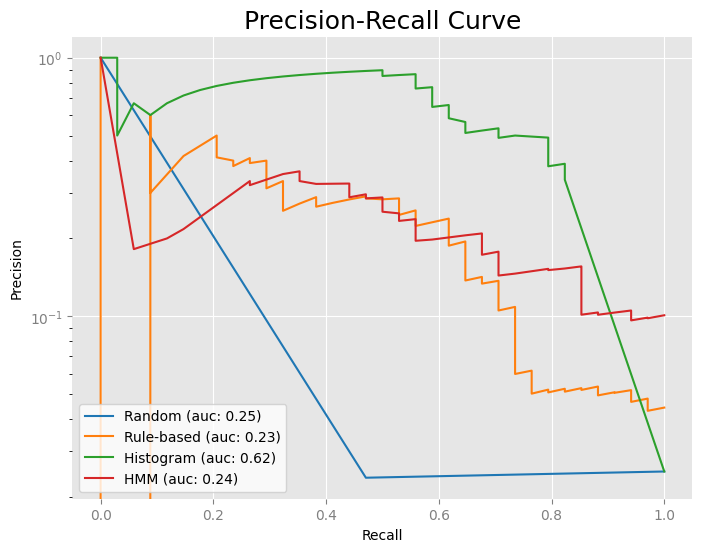 Precision-Recall Curve
Precision
10⁰
10⁻¹
Random (auc: 0.25)
Rule-based (auc: 0.23)
Histogram (auc: 0.62)
HMM (auc: 0.24)
0.0 0.2 0.4 0.6 0.8 1.0
Recall